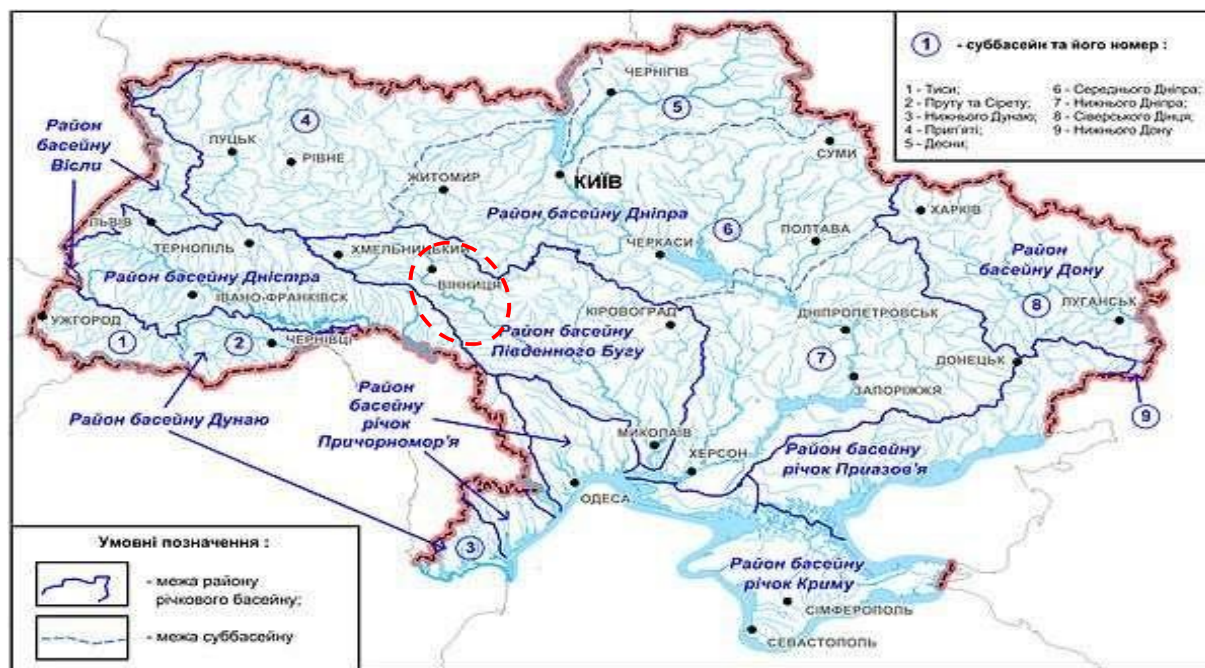 1 - суббасейн та його номер :
1 - Тиси;
2 - Пруту та Сірету;
3 - Нижнього Дунаю;
4 - Прип'яті;
5 - Десни;
6 - Середнього Дніпра;
7 - Нижнього Дніпра;
8 - Сіверського Дінця;
9 - Нижнього Дону
ЧЕРНІГІВ
5
4
Район
басейну
Вісли
ЛУЦЬК
РІВНЕ
СУМИ
ЖИТОМИР
КИЇВ
ХАРКІВ
Район басейну Дніпра
6
ЛЬВІВ
ТЕРНОПІЛЬ
ХМЕЛЬНИЦЬКИЙ
ЧЕРКАСИ
ПОЛТАВА
Район
басейну Дону
Район басейну Дністра
ВІННИЦЯ
ІВАНО-ФРАНКІВСК
8
ЛУГАНСЬК
УЖГОРОД
1
2
ЧЕРНІВЦІ
Район басейну
Південного Бугу
КІРОВОГРАД
ДНІПРОПЕТРОВСЬК
7
ДОНЕЦЬК
ЗАПОРІЖЖЯ
9
Район басейну Дунаю
Район
басейну
річок
Причорномор'я
МИКОЛАЇВ
ХЕРСОН
Район басейну
річок Приазов'я
ОДЕСА
3
Район басейну
річок Криму
СІМФЕРОПОЛЬ
СЕВАСТОПОЛЬ
Умовні позначення :
- межа району
річкового басейну;
- межа суббасейну